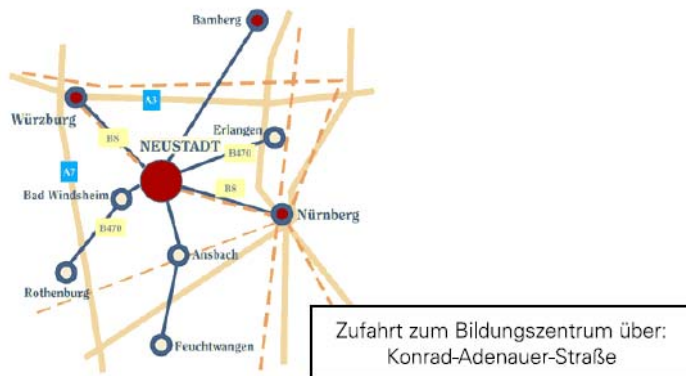 Bamberg
A3
Würzburg
Erlangen
B8
NEUSTADT
B470
A7
B8
Bad Windsheim
Nürnberg
B470
Ansbach
Rothenburg
Feuchtwangen
Zufahrt zum Bildungszentrum über:
Konrad-Adenauer-Straße